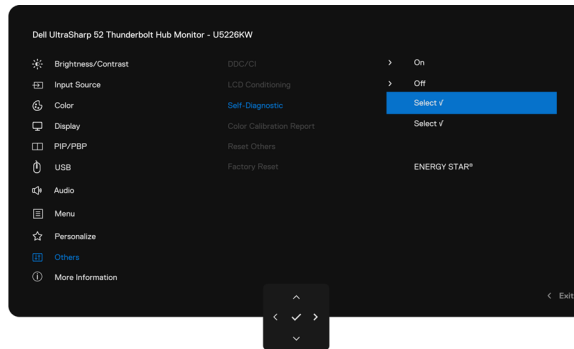 Dell UltraSharp 52 Thunderbolt Hub Monitor - U5226KW
Brightness/Contrast DDC/CI > On
Input Source LCD Conditioning > Off
Color Self-Diagnostic Select √
Display Color Calibration Report Select √
PIP/PBP Reset Others
USB Factory Reset ENERGY STAR®
Audio
Menu
Personalize
Others
More Information
< Exit